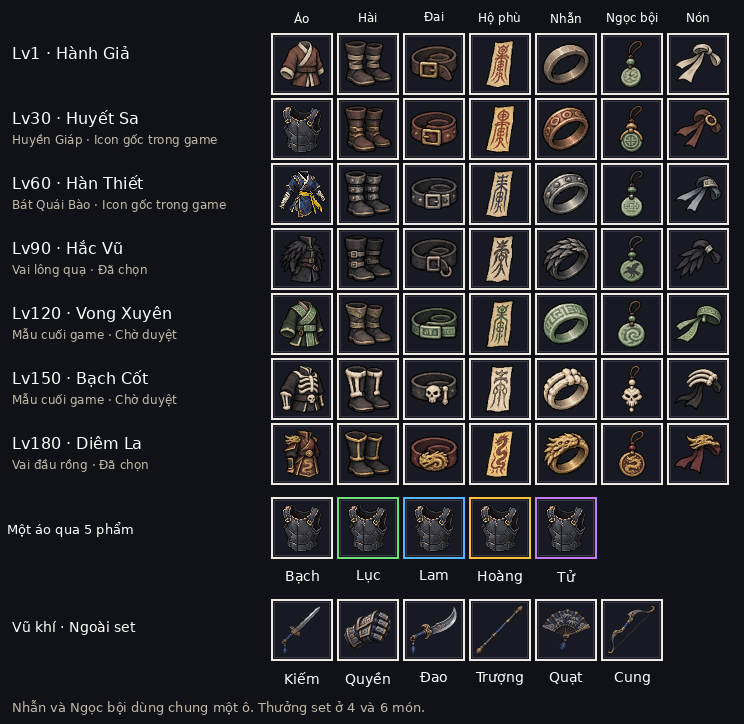 Áo Hài Đai Hộ phù Nhẫn Ngọc bội Nón
Lv1 · Hành Giả
Lv30 · Huyết Sa
Huyền Giáp · Icon gốc trong game
Lv60 · Hàn Thiết
Bát Quái Bào · Icon gốc trong game
Lv90 · Hắc Vũ
Vai lông quạ · Đã chọn
Lv120 · Vong Xuyên
Mẫu cuối game · Chờ duyệt
Lv150 · Bạch Cốt
Mẫu cuối game · Chờ duyệt
Lv180 · Diêm La
Vai đầu rồng · Đã chọn
Một áo qua 5 phẩm
Bạch Lục Lam Hoàng Tử
Vũ khí · Ngoài set
Kiếm Quyền Đao Trượng Quạt Cung
Nhẫn và Ngọc bội dùng chung một ô. Thưởng set ở 4 và 6 món.